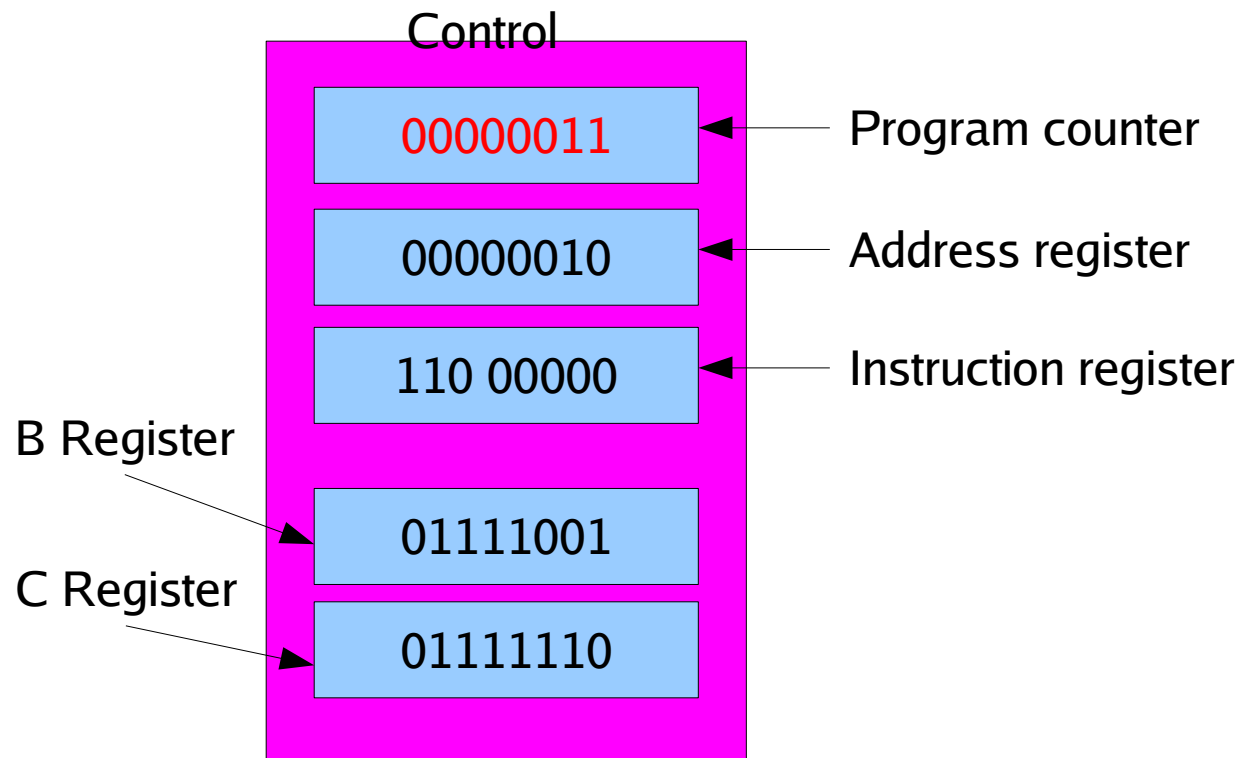 Control
00000011
Program counter
00000010
Address register
110 00000
Instruction register
B Register
01111001
C Register
01111110